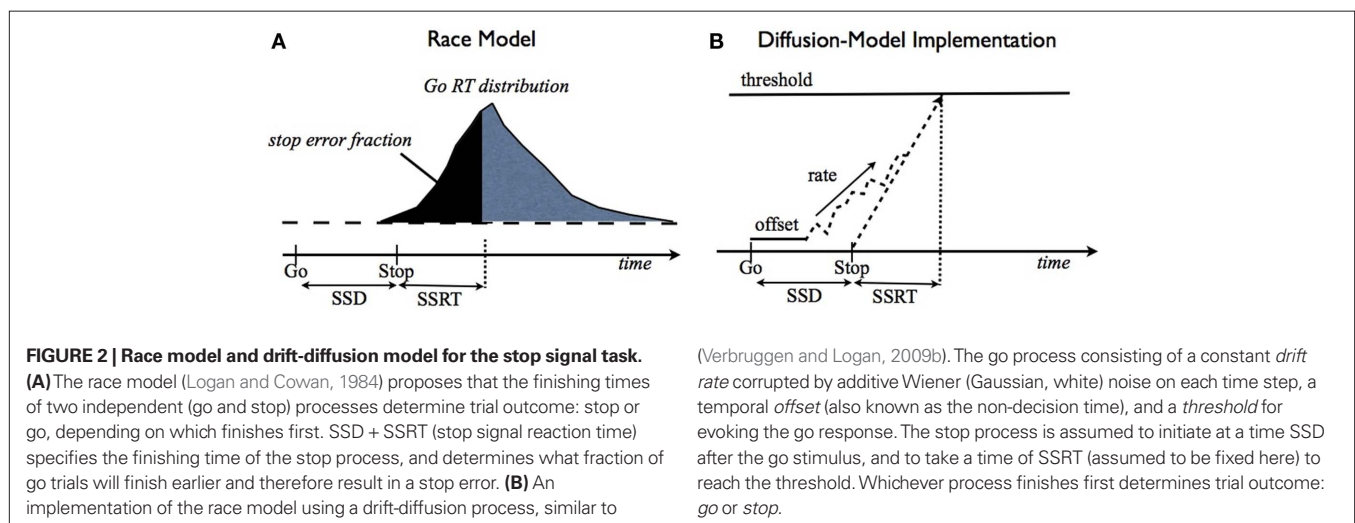 A
Race Model
Go RT distribution
stop error fraction
Go
Stop
time
SSD
SSRT
B
Diffusion-Model Implementation
threshold
rate
offset
Go
Stop
time
SSD
SSRT
FIGURE 2 | Race model and drift-diffusion model for the stop signal task.
(A) The race model (Logan and Cowan, 1984) proposes that the finishing times
of two independent (go and stop) processes determine trial outcome: stop or
go, depending on which finishes first. SSD + SSRT (stop signal reaction time)
specifies the finishing time of the stop process, and determines what fraction of
go trials will finish earlier and therefore result in a stop error. (B) An
implementation of the race model using a drift-diffusion process, similar to
(Verbruggen and Logan, 2009b). The go process consisting of a constant drift
rate corrupted by additive Wiener (Gaussian, white) noise on each time step, a
temporal offset (also known as the non-decision time), and a threshold for
evoking the go response. The stop process is assumed to initiate at a time SSD
after the go stimulus, and to take a time of SSRT (assumed to be fixed here) to
reach the threshold. Whichever process finishes first determines trial outcome:
go or stop.